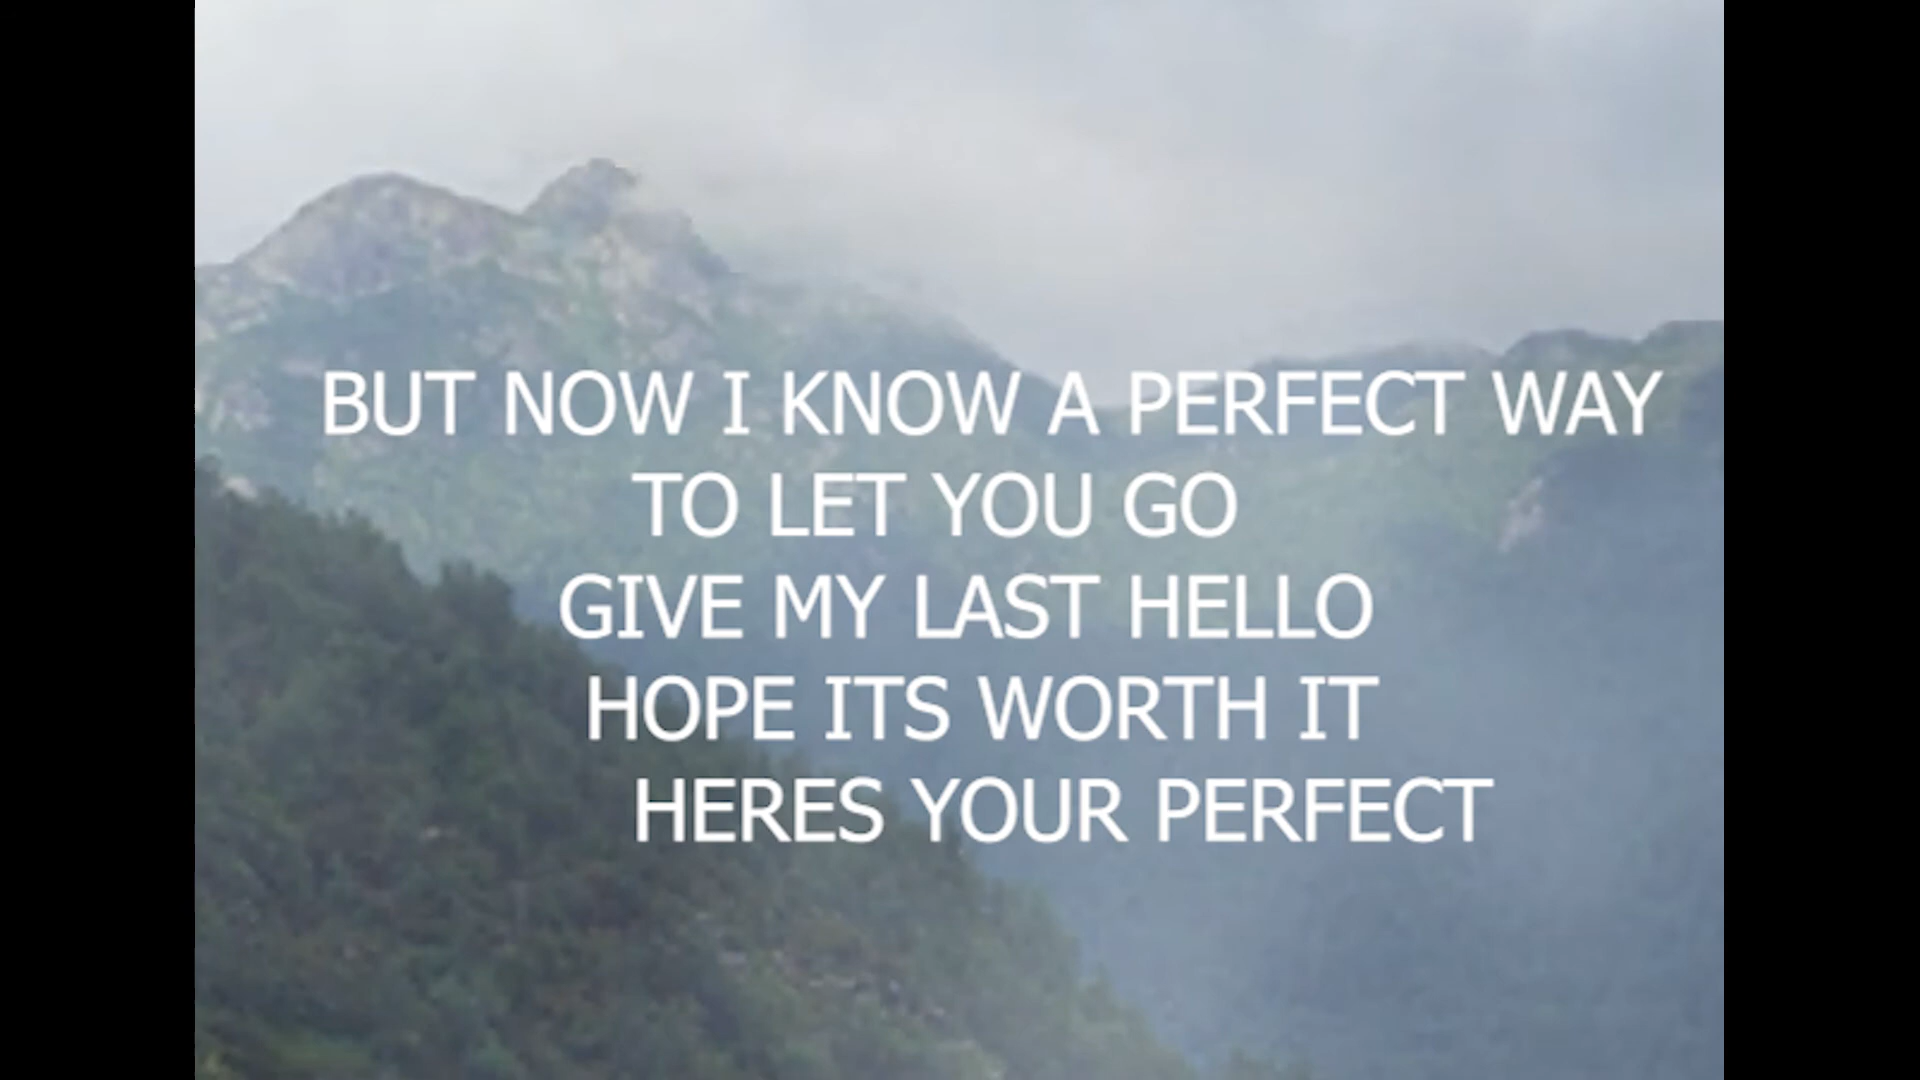 BUT NOW I KNOW A PERFECT WAY
TO LET YOU GO
GIVE MY LAST HELLO
HOPE ITS WORTH IT
HERES YOUR PERFECT